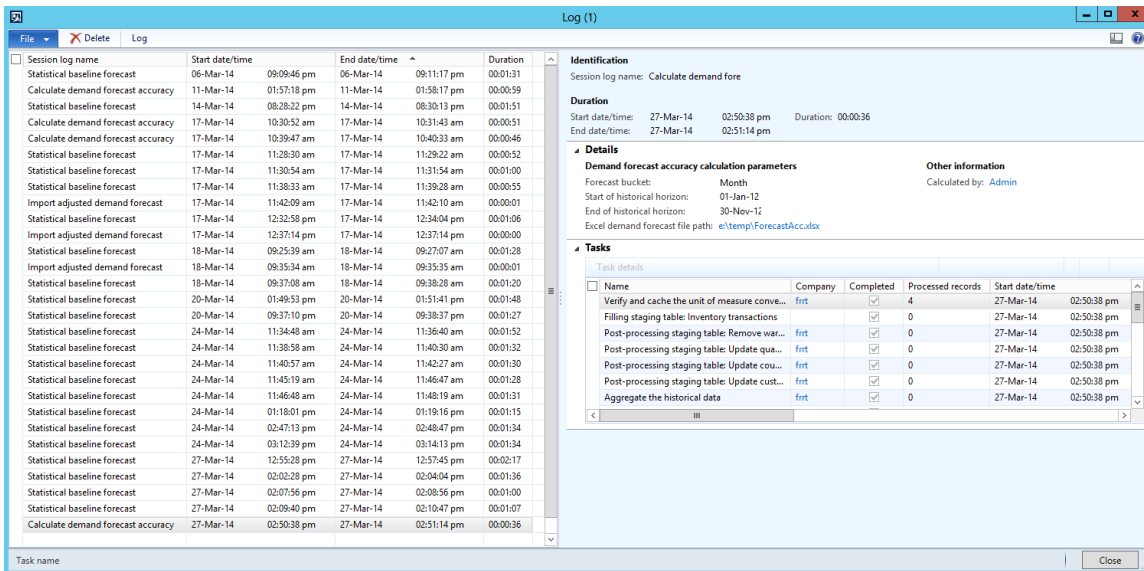 Log (1)
File Delete Log
Session log name Start date/time End date/time Duration
Statistical baseline forecast 06-Mar-14 09:09:46 pm 06-Mar-14 09:11:17 pm 00:01:31
Calculate demand forecast accuracy 11-Mar-14 01:57:18 pm 11-Mar-14 01:58:17 pm 00:00:59
Statistical baseline forecast 14-Mar-14 08:28:22 pm 14-Mar-14 08:30:13 pm 00:01:51
Calculate demand forecast accuracy 17-Mar-14 10:30:52 am 17-Mar-14 10:31:43 am 00:00:51
Calculate demand forecast accuracy 17-Mar-14 10:39:47 am 17-Mar-14 10:40:33 am 00:00:46
Statistical baseline forecast 17-Mar-14 11:28:30 am 17-Mar-14 11:29:22 am 00:00:52
Statistical baseline forecast 17-Mar-14 11:30:54 am 17-Mar-14 11:31:54 am 00:01:00
Statistical baseline forecast 17-Mar-14 11:38:33 am 17-Mar-14 11:39:28 am 00:00:55
Import adjusted demand forecast 17-Mar-14 11:42:09 am 17-Mar-14 11:42:10 am 00:00:01
Statistical baseline forecast 17-Mar-14 12:32:58 pm 17-Mar-14 12:34:04 pm 00:01:06
Import adjusted demand forecast 17-Mar-14 12:37:14 pm 17-Mar-14 12:37:14 pm 00:00:00
Statistical baseline forecast 18-Mar-14 09:25:39 am 18-Mar-14 09:27:07 am 00:01:28
Import adjusted demand forecast 18-Mar-14 09:35:34 am 18-Mar-14 09:35:35 am 00:00:01
Statistical baseline forecast 18-Mar-14 09:37:08 am 18-Mar-14 09:38:28 am 00:01:20
Statistical baseline forecast 20-Mar-14 01:49:53 pm 20-Mar-14 01:51:41 pm 00:01:48
Statistical baseline forecast 20-Mar-14 09:37:10 pm 20-Mar-14 09:38:37 pm 00:01:27
Statistical baseline forecast 24-Mar-14 11:34:48 am 24-Mar-14 11:36:40 am 00:01:52
Statistical baseline forecast 24-Mar-14 11:38:58 am 24-Mar-14 11:40:30 am 00:01:32
Statistical baseline forecast 24-Mar-14 11:40:57 am 24-Mar-14 11:42:27 am 00:01:30
Statistical baseline forecast 24-Mar-14 11:45:19 am 24-Mar-14 11:46:47 am 00:01:28
Statistical baseline forecast 24-Mar-14 11:46:48 am 24-Mar-14 11:48:19 am 00:01:31
Statistical baseline forecast 24-Mar-14 01:18:01 pm 24-Mar-14 01:19:16 pm 00:01:15
Statistical baseline forecast 24-Mar-14 02:47:13 pm 24-Mar-14 02:48:47 pm 00:01:34
Statistical baseline forecast 24-Mar-14 03:12:39 pm 24-Mar-14 03:14:13 pm 00:01:34
Statistical baseline forecast 27-Mar-14 12:55:28 pm 27-Mar-14 12:57:45 pm 00:02:17
Statistical baseline forecast 27-Mar-14 02:02:28 pm 27-Mar-14 02:04:04 pm 00:01:36
Statistical baseline forecast 27-Mar-14 02:07:56 pm 27-Mar-14 02:08:56 pm 00:01:00
Statistical baseline forecast 27-Mar-14 02:09:40 pm 27-Mar-14 02:10:47 pm 00:01:07
Calculate demand forecast accuracy 27-Mar-14 02:50:38 pm 27-Mar-14 02:51:14 pm 00:00:36
Identification
Session log name: Calculate demand fore
Duration
Start date/time: 27-Mar-14 02:50:38 pm Duration: 00:00:36
End date/time: 27-Mar-14 02:51:14 pm
Details
Demand forecast accuracy calculation parameters Other information
Forecast bucket: Month Calculated by: Admin
Start of historical horizon: 01-Jan-12
End of historical horizon: 30-Nov-12
Excel demand forecast file path: e:\temp\ForecastAcc.xlsx
Tasks
Task details
Name Company Completed Processed records Start date/time
Verify and cache the unit of measure conve... frrt 4 27-Mar-14 02:50:38 pm
Filling staging table: Inventory transactions 0 27-Mar-14 02:50:38 pm
Post-processing staging table: Remove war... frrt 0 27-Mar-14 02:50:38 pm
Post-processing staging table: Update qua... frrt 0 27-Mar-14 02:50:38 pm
Post-processing staging table: Update cou... frrt 0 27-Mar-14 02:50:38 pm
Post-processing staging table: Update cust... frrt 0 27-Mar-14 02:50:38 pm
Aggregate the historical data frrt 0 27-Mar-14 02:50:38 pm
Task name Close